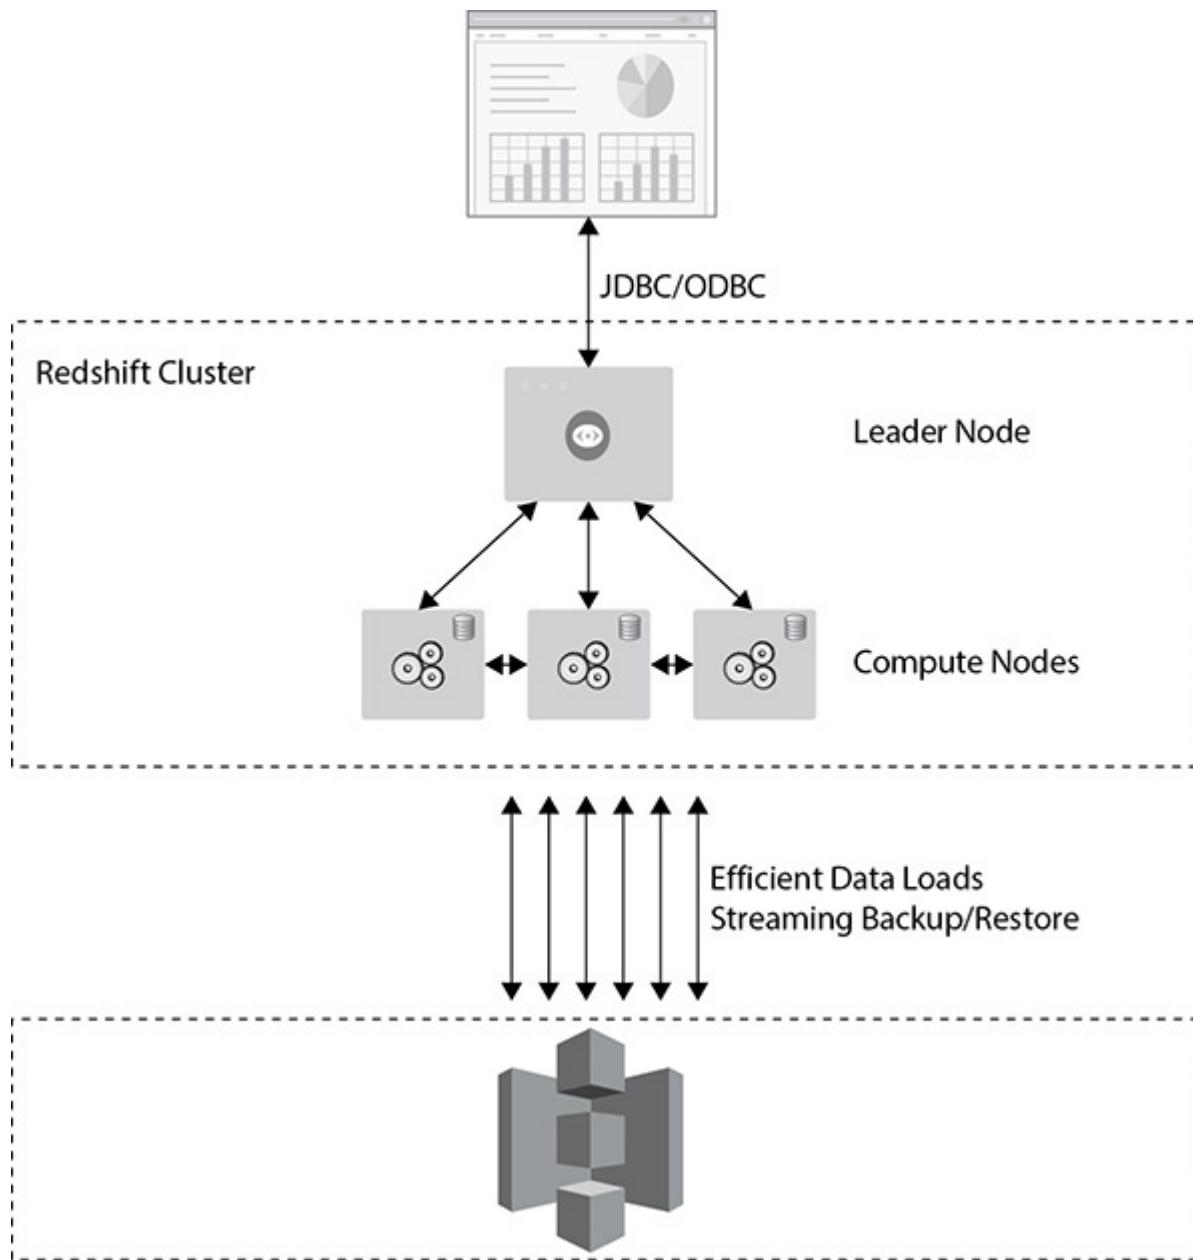 JDBC/ODBC
Redshift Cluster
Leader Node
Compute Nodes
Efficient Data Loads
Streaming Backup/Restore